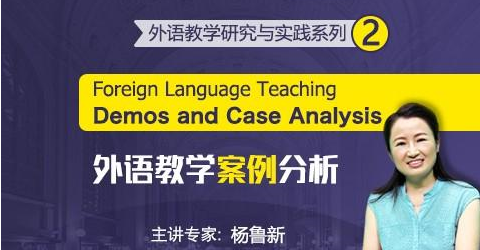 外语教学研究与实践系列 2
Foreign Language Teaching
Demos and Case Analysis
外语教学案例分析
主讲专家: 杨鲁新